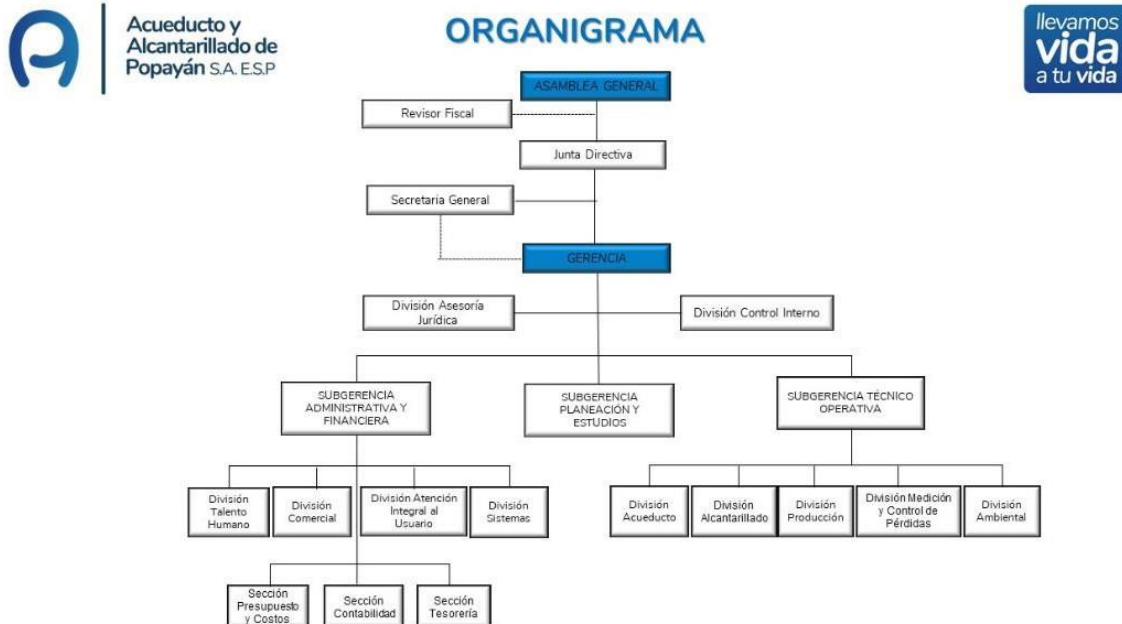 Acueducto y
Alcantarillado de
Popayán S.A. E.S.P
ORGANIGRAMA
llevamos
vida
a tu vida
ASAMBLEA GENERAL
Revisor Fiscal
Junta Directiva
Secretaria General
GERENCIA
División Asesoría
Jurídica
División Control Interno
SUBGERENCIA
ADMINISTRATIVA Y
FINANCIERA
SUBGERENCIA
PLANEACIÓN Y
ESTUDIOS
SUBGERENCIA TÉCNICO
OPERATIVA
División
Talento
Humano
División
Comercial
División Atención
Integral al
Usuario
División
Sistemas
División
Acueducto
División
Alcantarillado
División
Producción
División Medición
y Control de
Pérdidas
División
Ambiental
Sección
Presupuesto
y Costos
Sección
Contabilidad
Sección
Tesorería